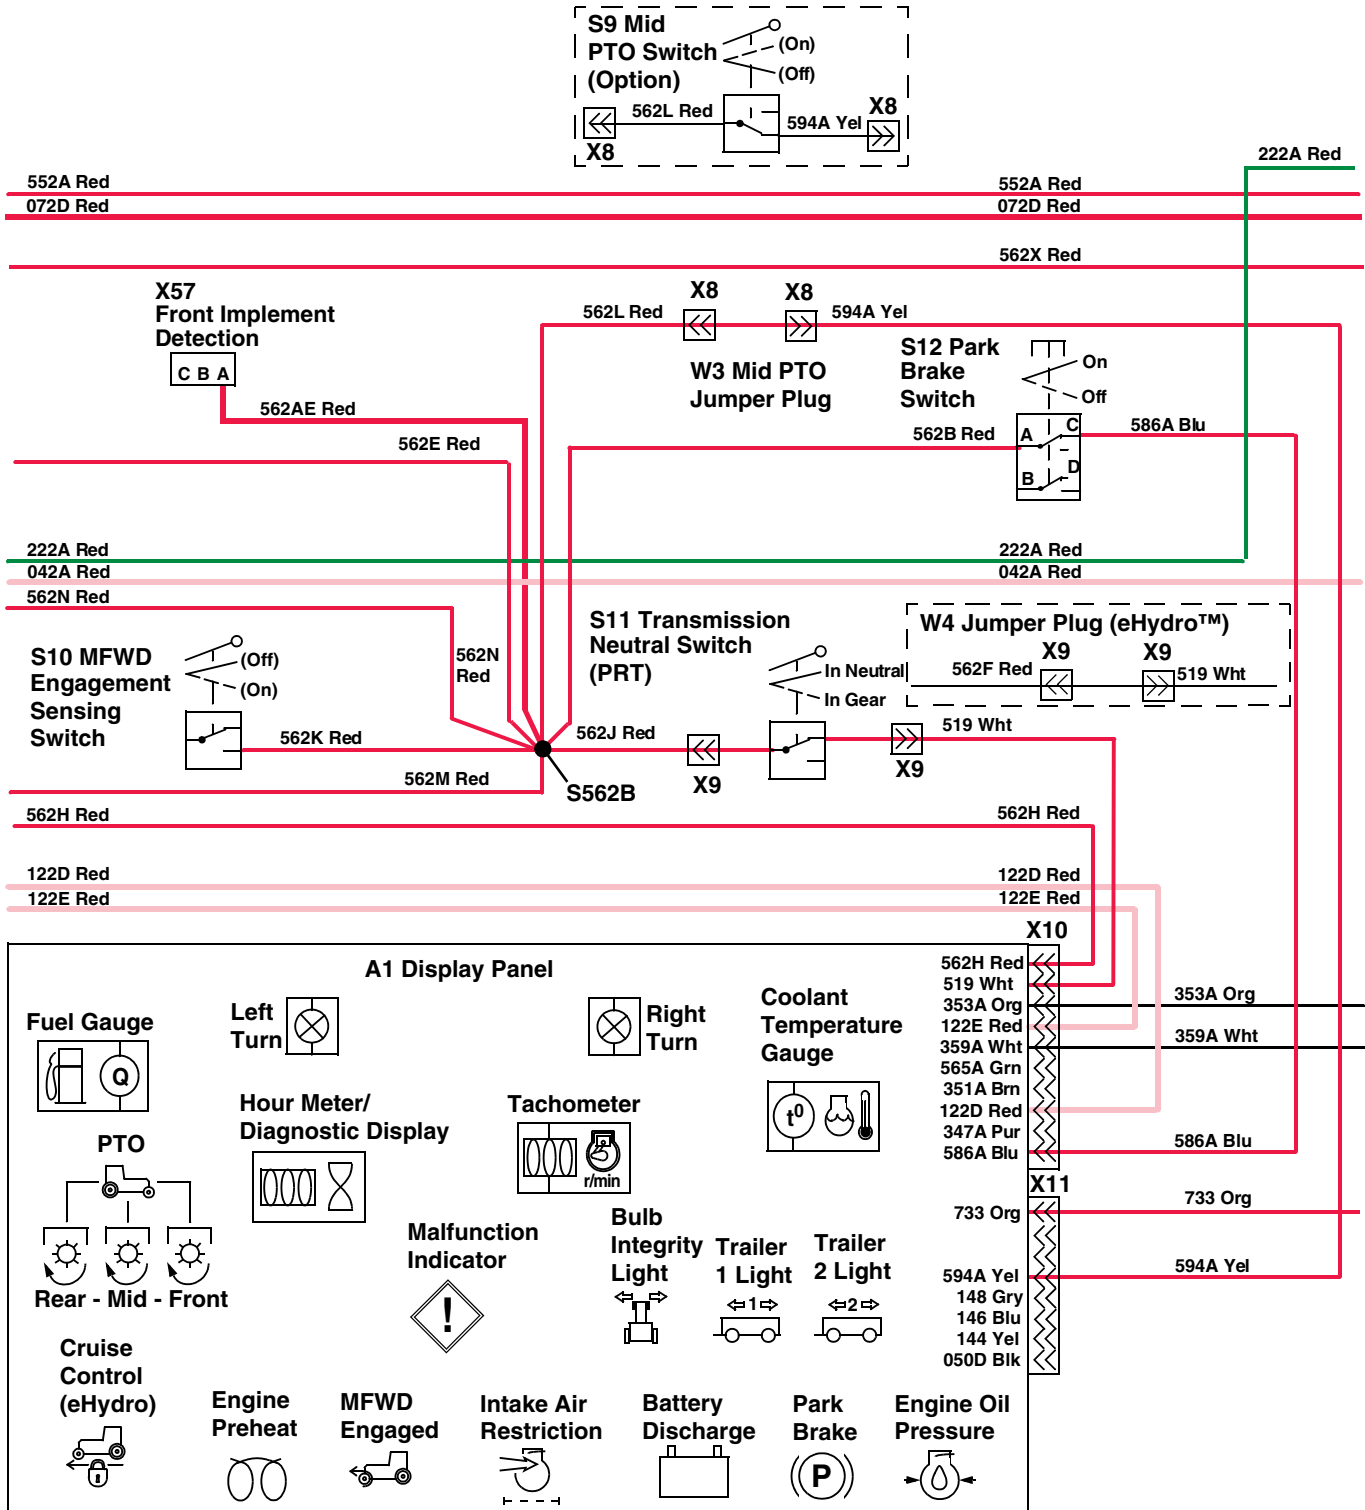 S9 Mid
PTO Switch
(Option)
(On)
(Off)
562L Red
594A Yel
X8
X8
222A Red
552A Red
552A Red
072D Red
072D Red
562X Red
X57
Front Implement
Detection
C B A
562AE Red
562E Red
562L Red
X8
X8
594A Yel
W3 Mid PTO
Jumper Plug
S12 Park
Brake
Switch
On
Off
562B Red
A
C
B
D
586A Blu
222A Red
222A Red
042A Red
042A Red
562N Red
S10 MFWD
Engagement
Sensing
Switch
(Off)
(On)
562N
Red
562K Red
562M Red
S11 Transmission
Neutral Switch
(PRT)
In Neutral
In Gear
562J Red
X9
S562B
519 Wht
X9
W4 Jumper Plug (eHydro™)
X9
X9
562F Red
519 Wht
562H Red
562H Red
122D Red
122D Red
122E Red
122E Red
X10
A1 Display Panel
562H Red
519 Wht
353A Org
353A Org
122E Red
359A Wht
359A Wht
565A Grn
351A Brn
122D Red
347A Pur
586A Blu
586A Blu
X11
733 Org
733 Org
594A Yel
594A Yel
148 Gry
146 Blu
144 Yel
050D Blk
Fuel Gauge
Q
Left
Turn
Right
Turn
Coolant
Temperature
Gauge
t0
Hour Meter/
Diagnostic Display
Tachometer
r/min
PTO
Rear - Mid - Front
Malfunction
Indicator
!
Bulb
Integrity
Light
Trailer
1 Light
1
Trailer
2 Light
2
Cruise
Control
(eHydro)
Engine
Preheat
MFWD
Engaged
Intake Air
Restriction
Battery
Discharge
Park
Brake
P
Engine Oil
Pressure